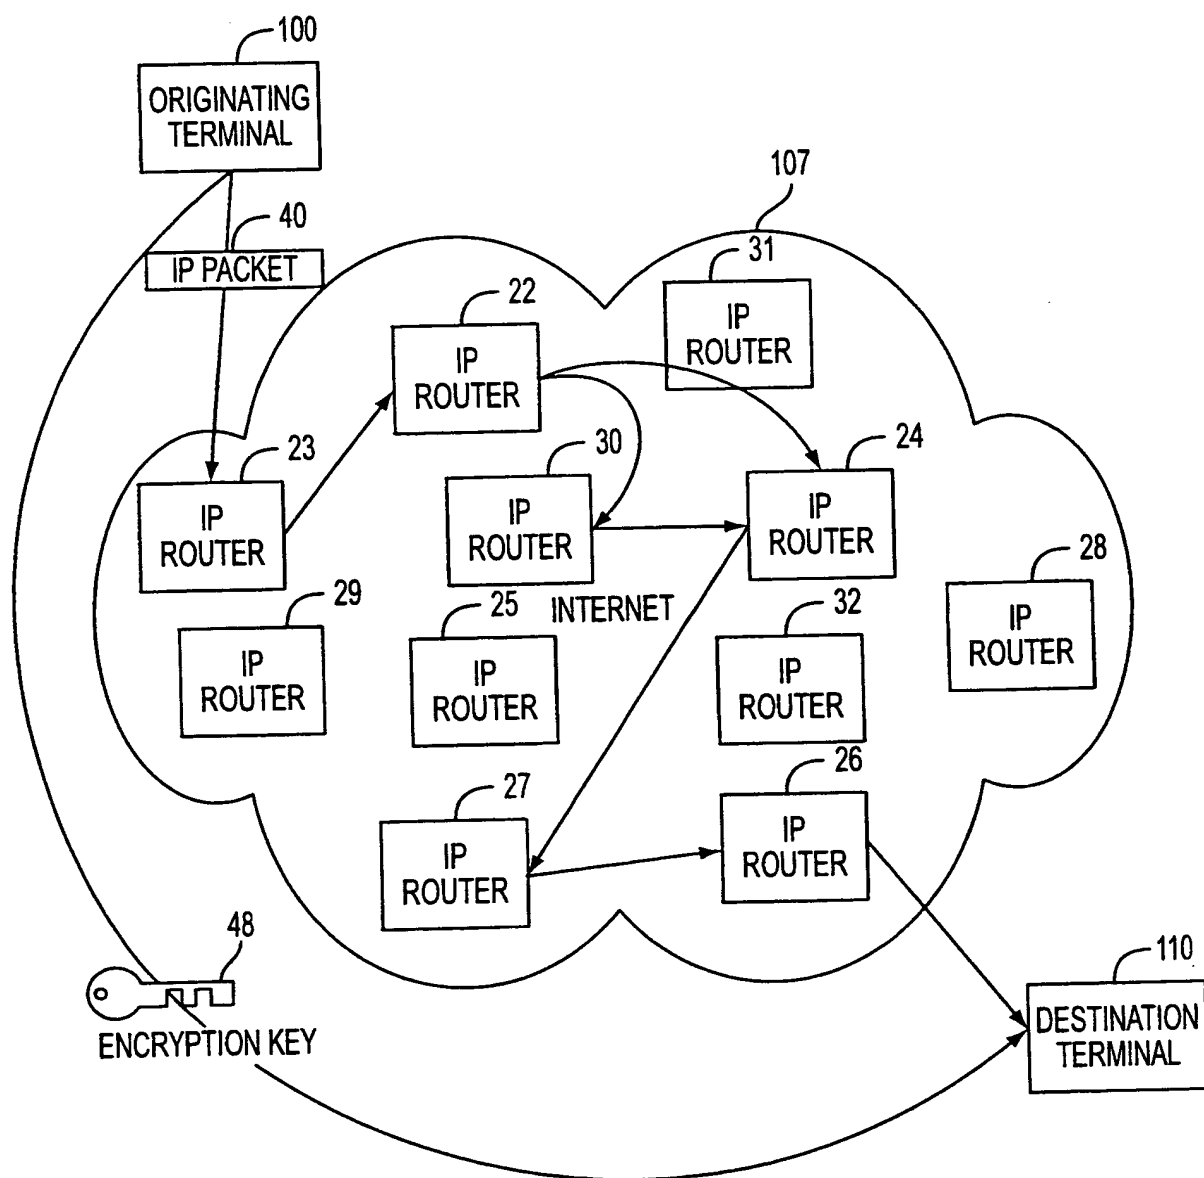 100
ORIGINATING
TERMINAL
40
IP PACKET
107
31
IP
ROUTER
22
IP
ROUTER
23
IP
ROUTER
30
IP
ROUTER
24
IP
ROUTER
28
IP
ROUTER
29
IP
ROUTER
25
IP
ROUTER
INTERNET
32
IP
ROUTER
27
IP
ROUTER
26
IP
ROUTER
48
ENCRYPTION KEY
110
DESTINATION
TERMINAL